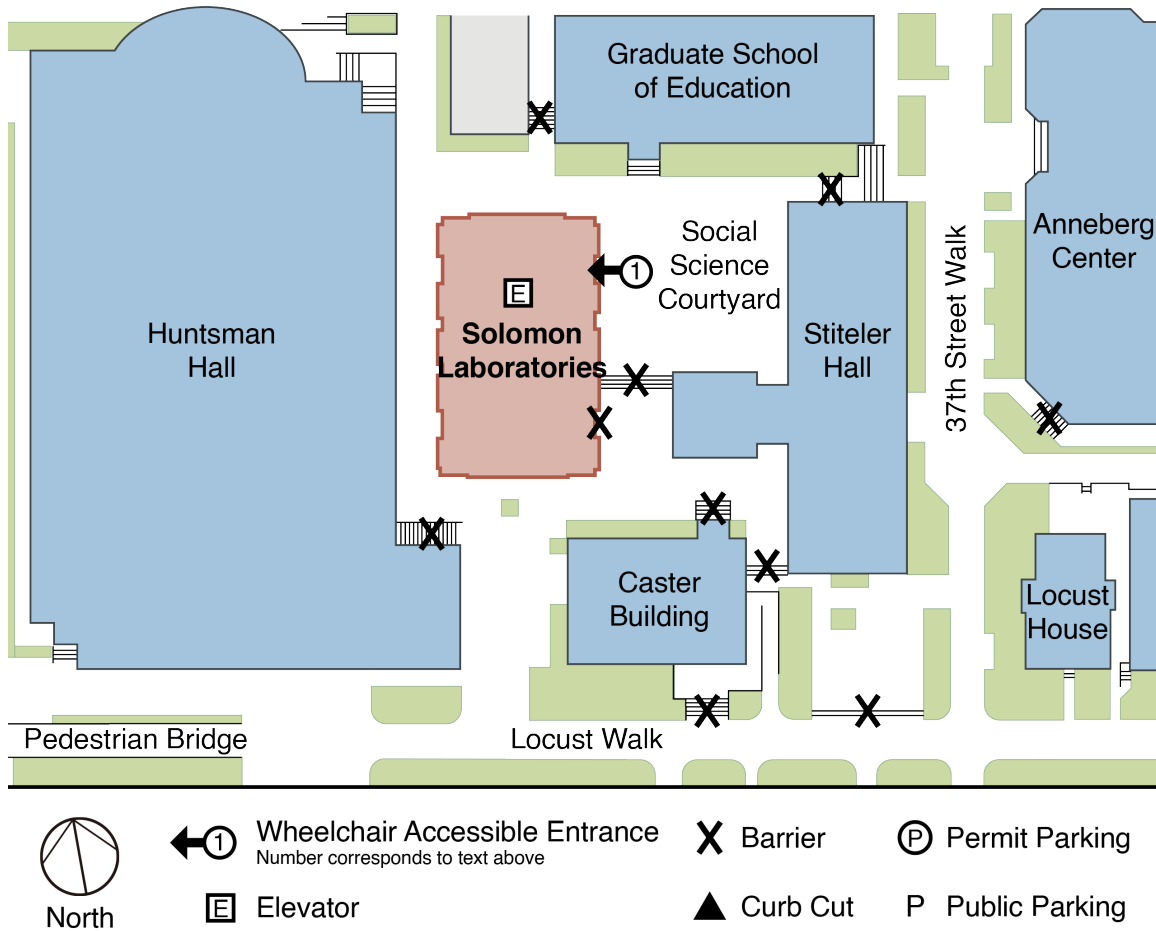 Graduate School
of Education
Huntsman
Hall
Social
Science
Courtyard
1
E
Solomon
Laboratories
Stiteler
Hall
37th Street Walk
Anneberg
Center
Caster
Building
Locust
House
Pedestrian Bridge
Locust Walk
North
1
Wheelchair Accessible Entrance
Number corresponds to text above
E
Elevator
Barrier
Curb Cut
P
Permit Parking
P
Public Parking